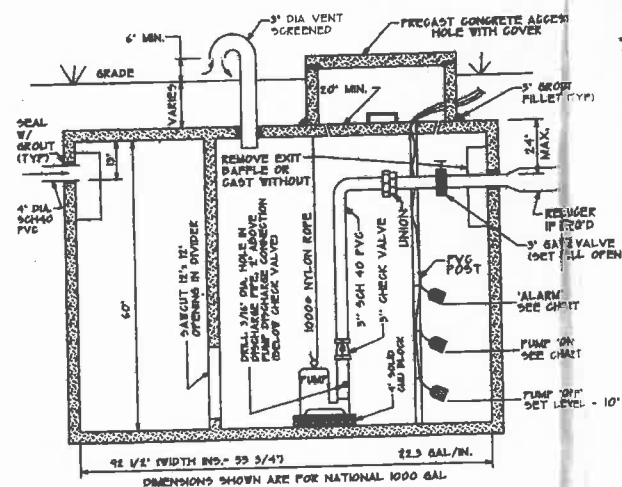 3" DIA VENT
SCREENED
PRECAST CONCRETE ACCESS
HOLE WITH COVER
6" MIN.
GRADE
VARIES
20" MIN.
3" GROUT
FILLET (TYP)
SEAL
W/
GROUT
(TYP)
24"
MAX.
REMOVE EXIT
BAFFLE OR
CAST WITHOUT
4" DIA.
SCH40
PVC
REDUCER
IF REQ'D
3" GATE VALVE
(SET FULL OPEN
UNION
PVC
POST
60"
SAWCUT 12" x 12"
OPENING IN DIVIDER
DRILL 3/16" DIA. HOLE IN
DISCHARGE PIPE, 2" ABOVE
PUMP DISCHARGE CONNECTION
(BELOW CHECK VALVE)
1000# NYLON ROPE
3" SCH 40 PVC
3" CHECK VALVE
4" SOLID
CMU BLOCK
PUMP
'ALARM'
SEE CHART
PUMP 'ON'
SEE CHART
PUMP 'OFF'
SET LEVEL - 10"
92 1/2" (WIDTH INS.- 53 3/4")
22.3 GAL/IN.
DIMENSIONS SHOWN ARE FOR NATIONAL 1000 GAL